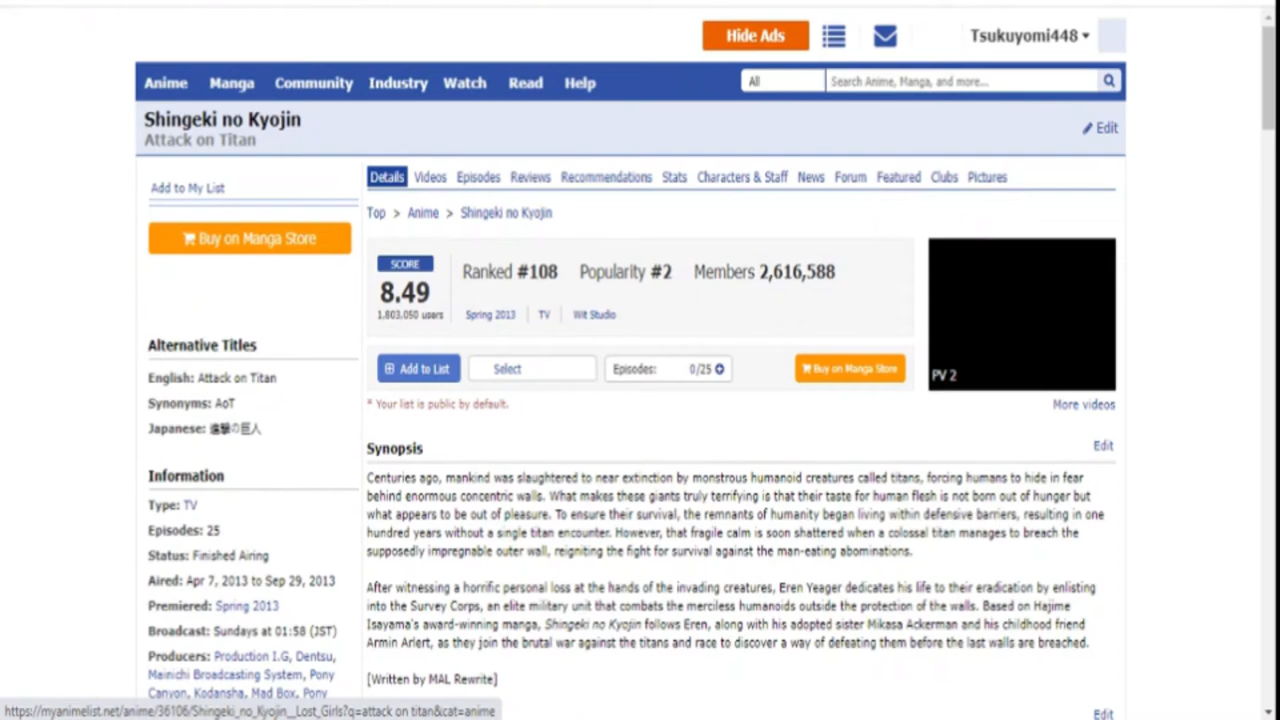 Hide Ads
Tsukuyomi448
Anime Manga Community Industry Watch Read Help
All
Search Anime, Manga, and more...
Shingeki no Kyojin
Attack on Titan
Edit
Add to My List
Buy on Manga Store
Alternative Titles
English: Attack on Titan
Synonyms: AoT
Japanese: 進撃の巨人
Information
Type: TV
Episodes: 25
Status: Finished Airing
Aired: Apr 7, 2013 to Sep 29, 2013
Premiered: Spring 2013
Broadcast: Sundays at 01:58 (JST)
Producers: Production I.G, Dentsu,
Mainichi Broadcasting System, Pony
Canyon, Kodansha, Mad Box, Pony
Details Videos Episodes Reviews Recommendations Stats Characters & Staff News Forum Featured Clubs Pictures
Top > Anime > Shingeki no Kyojin
SCORE
8.49
1,803,050 users
Ranked #108 Popularity #2 Members 2,616,588
Spring 2013 TV Wit Studio
Add to List
Select
Episodes: 0/25
Buy on Manga Store
* Your list is public by default.
PV 2
More videos
Synopsis
Edit
Centuries ago, mankind was slaughtered to near extinction by monstrous humanoid creatures called titans, forcing humans to hide in fear
behind enormous concentric walls. What makes these giants truly terrifying is that their taste for human flesh is not born out of hunger but
what appears to be out of pleasure. To ensure their survival, the remnants of humanity began living within defensive barriers, resulting in one
hundred years without a single titan encounter. However, that fragile calm is soon shattered when a colossal titan manages to breach the
supposedly impregnable outer wall, reigniting the fight for survival against the man-eating abominations.
After witnessing a horrific personal loss at the hands of the invading creatures, Eren Yeager dedicates his life to their eradication by enlisting
into the Survey Corps, an elite military unit that combats the merciless humanoids outside the protection of the walls. Based on Hajime
Isayama's award-winning manga, Shingeki no Kyojin follows Eren, along with his adopted sister Mikasa Ackerman and his childhood friend
Armin Arlert, as they join the brutal war against the titans and race to discover a way of defeating them before the last walls are breached.
[Written by MAL Rewrite]
Edit
https://myanimelist.net/anime/36106/Shingeki_no_Kyojin__Lost_Girls?q=attack on titan&cat=anime